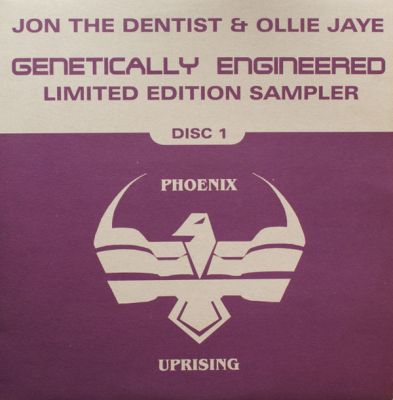 JON THE DENTIST & OLLIE JAYE
GENETICALLY ENGINEERED
LIMITED EDITION SAMPLER
DISC 1
PHOENIX
UPRISING